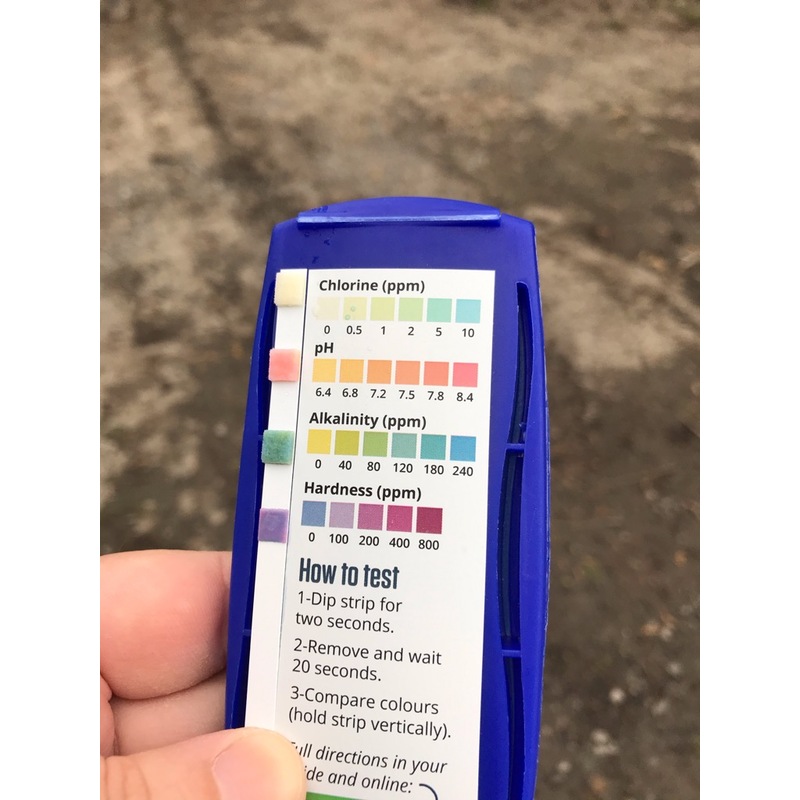 Chlorine (ppm)
0 0.5 1 2 5 10
pH
6.4 6.8 7.2 7.5 7.8 8.4
Alkalinity (ppm)
0 40 80 120 180 240
Hardness (ppm)
0 100 200 400 800
How to test
1-Dip strip for
two seconds.
2-Remove and wait
20 seconds.
3-Compare colours
(hold strip vertically).
directions in your
and online: